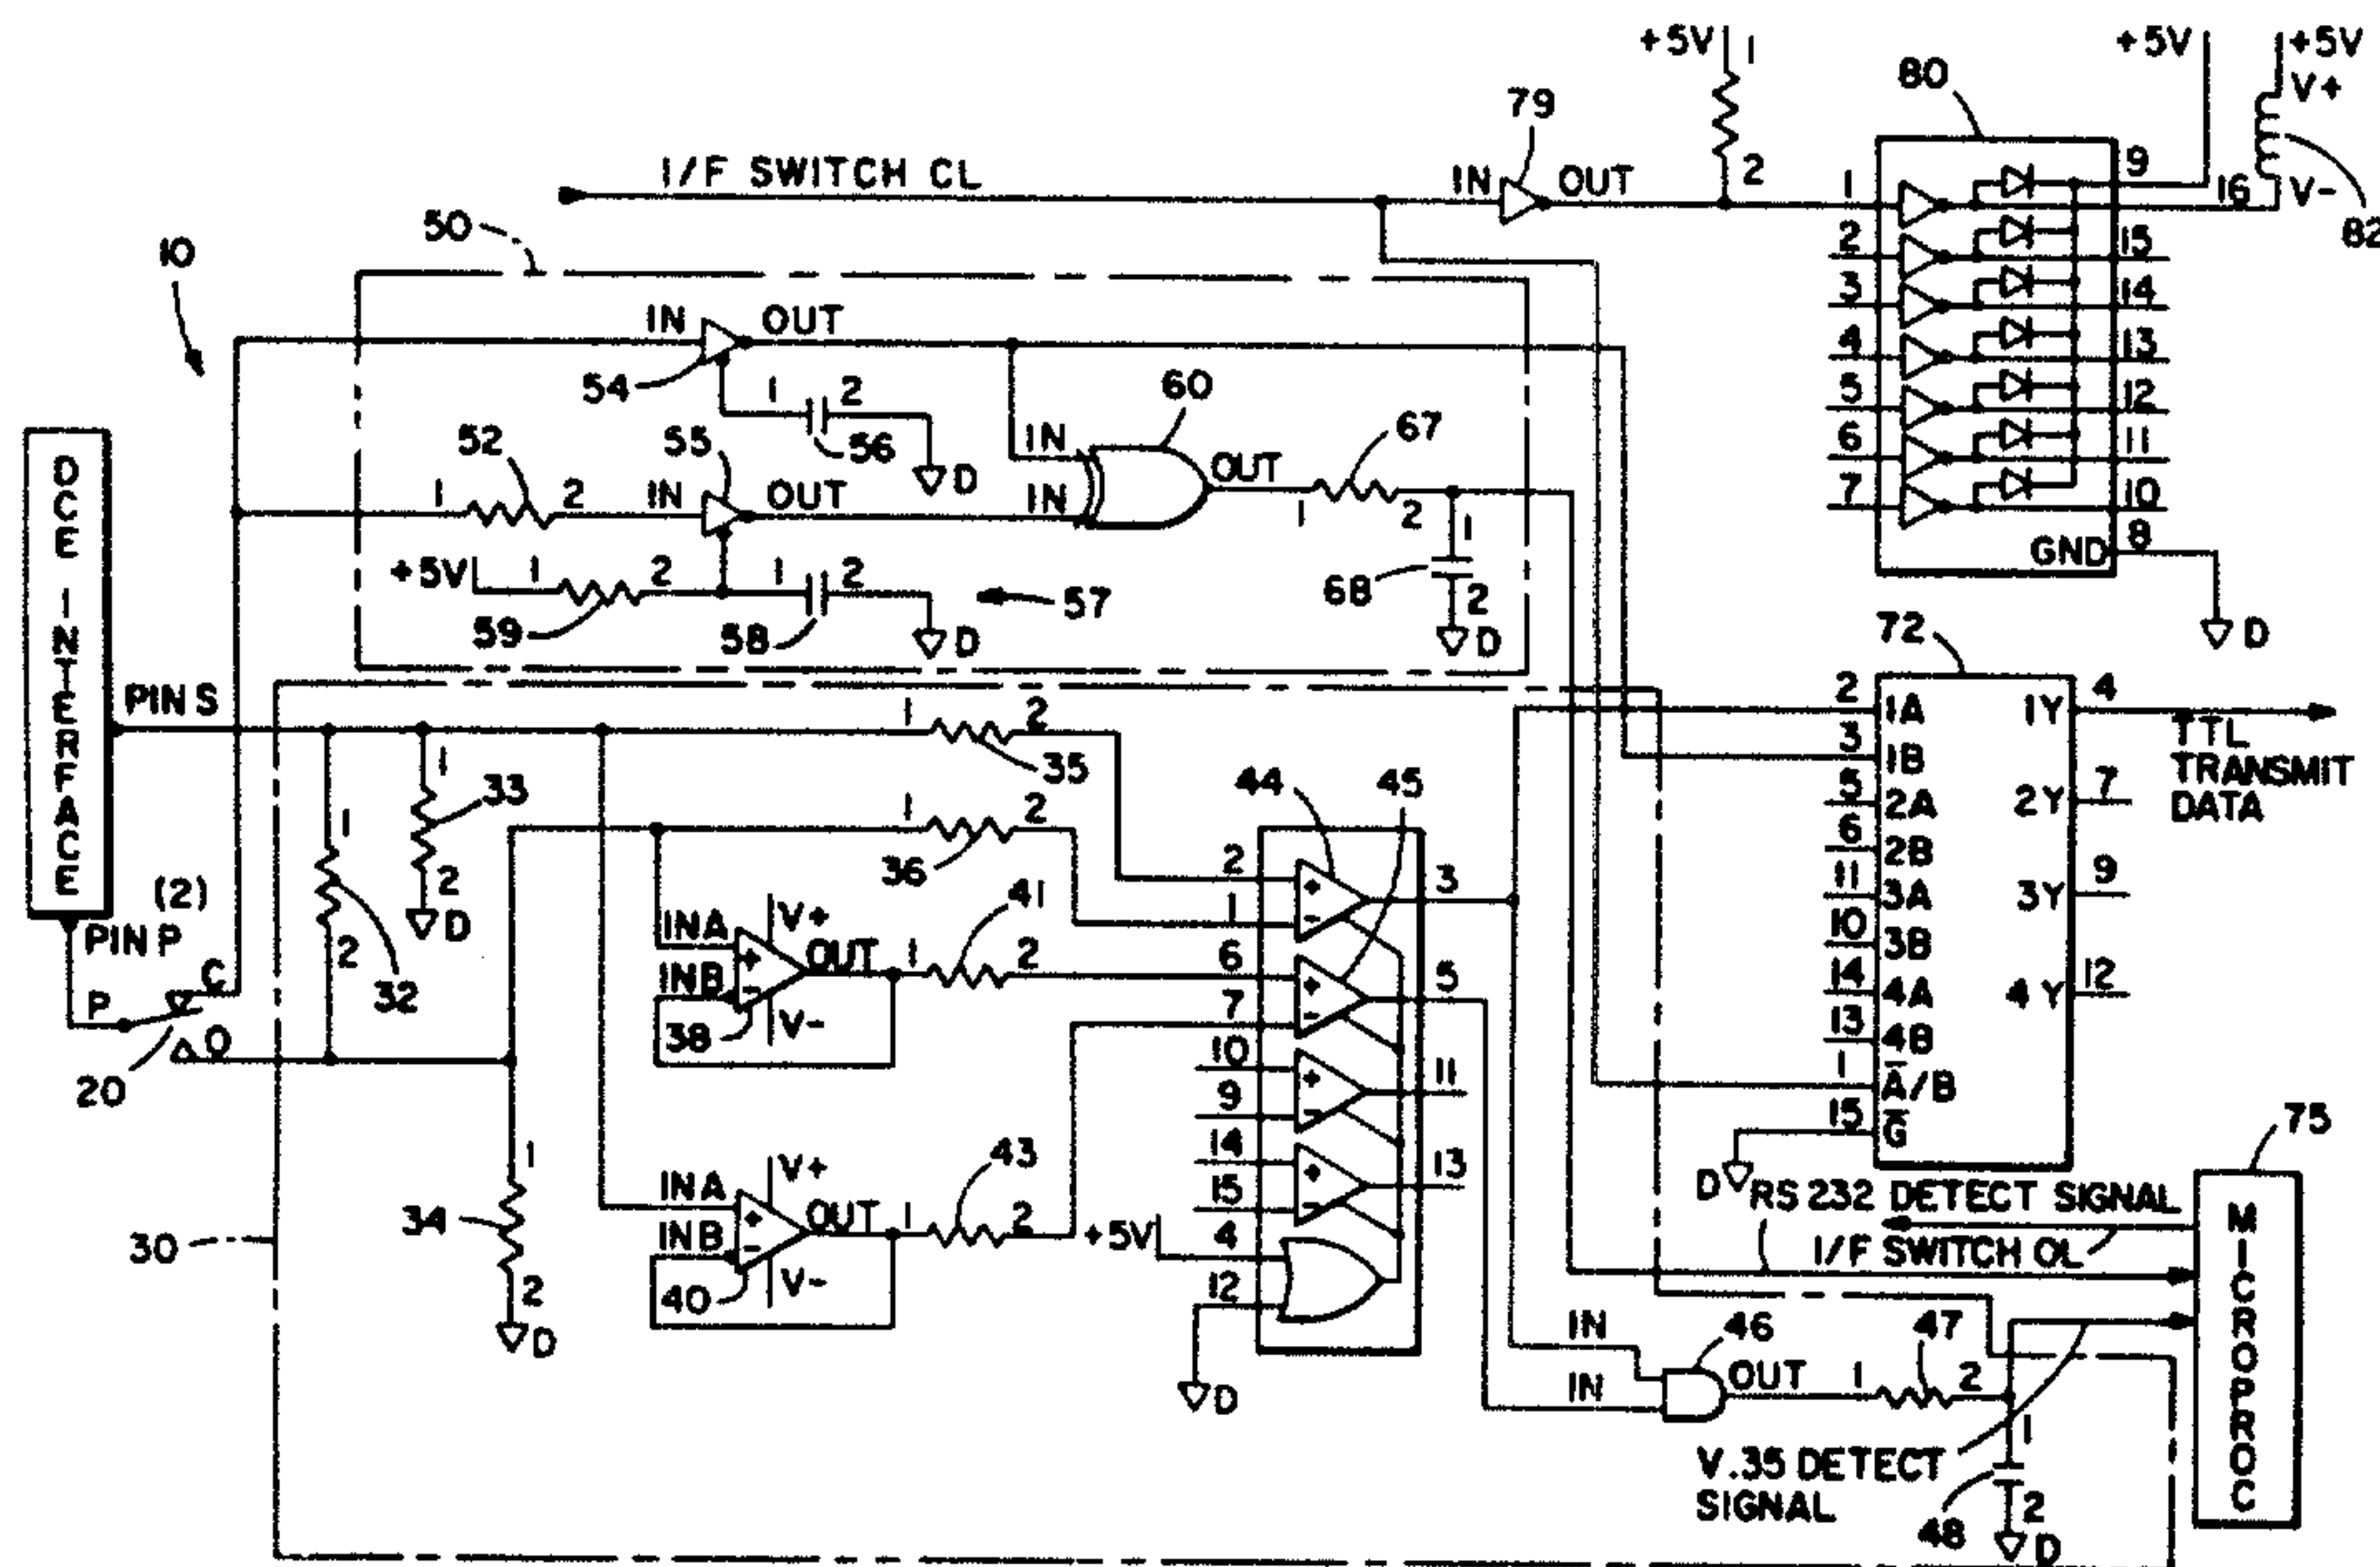 +5V 1
+5V
+5V
V+
80
79
I/F SWITCH CL
IN OUT
2
9
16
V-
82
1
2
3
4
5
6
7
15
14
13
12
11
10
GND 8
D
10
50
IN OUT
54
1 2
56
D
60
IN
IN
OUT
67
1 2
1
68
2
D
52
1 2
55
IN OUT
+5V 1 2
59
1 2
58
57
D
DCE INTERFACE
PIN S
PIN P
(2)
P
C
O
20
1
2
32
1
33
2
D
1 2
35
1 2
36
INA V+
INB OUT
V-
38
1 41 2
INA V+
INB OUT
V-
40
1 43 2
1
34
2
D
30
44 45
2
1
6
7
10
9
14
15
+5V 4
12
D
3
5
11
13
72
2 1A 1Y 4
3 1B
5 2A 2Y 7
6 2B
11 3A 3Y 9
10 3B
14 4A 4Y 12
13 4B
1 A̅/B
15 G̅
D
TTL
TRANSMIT
DATA
75
RS 232 DETECT SIGNAL
I/F SWITCH OL
MICROPROC
IN
IN
46
OUT
1 47 2
V.35 DETECT
SIGNAL
1
48
2
D